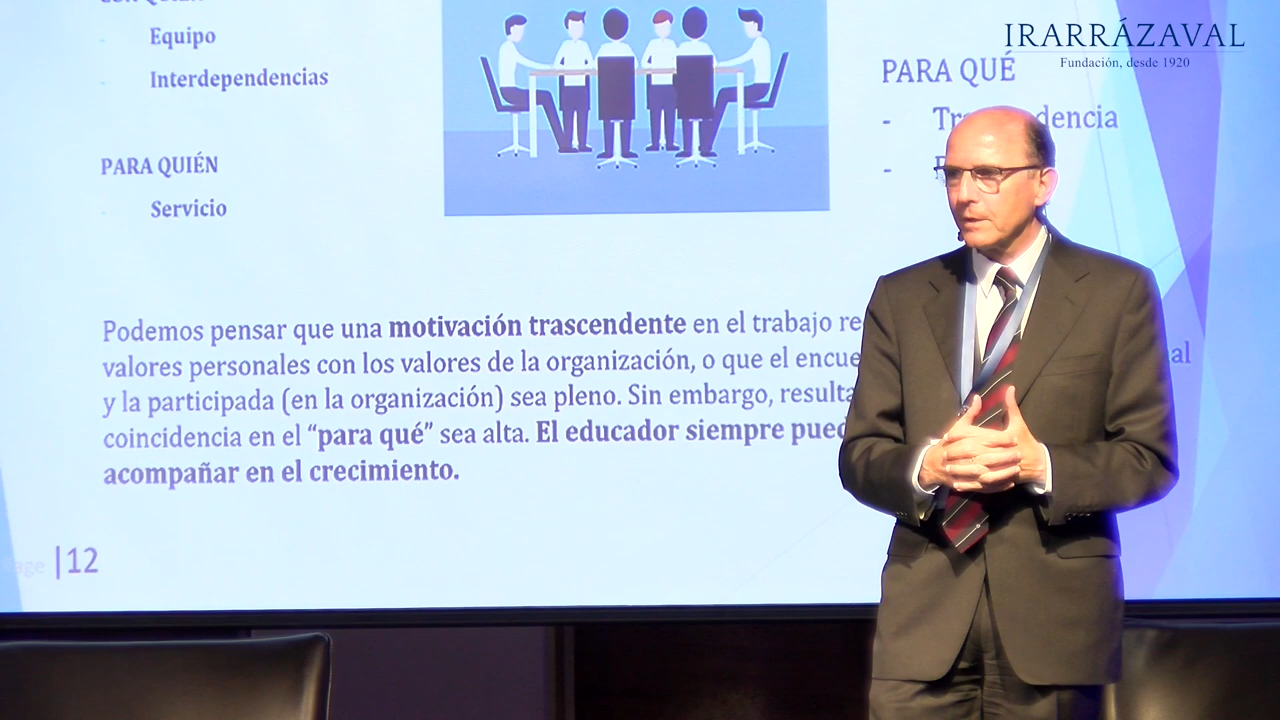 Equipo
Interdependencias
PARA QUIÉN
- Servicio
IRARRÁZAVAL
Fundación, desde 1920
PARA QUÉ
-
-
Podemos pensar que una motivación trascendente en el trabajo
valores personales con los valores de la organización, o que el
y la participada (en la organización) sea pleno. Sin embargo,
coincidencia en el “para qué” sea alta. El educador siempre
acompañar en el crecimiento.
|12